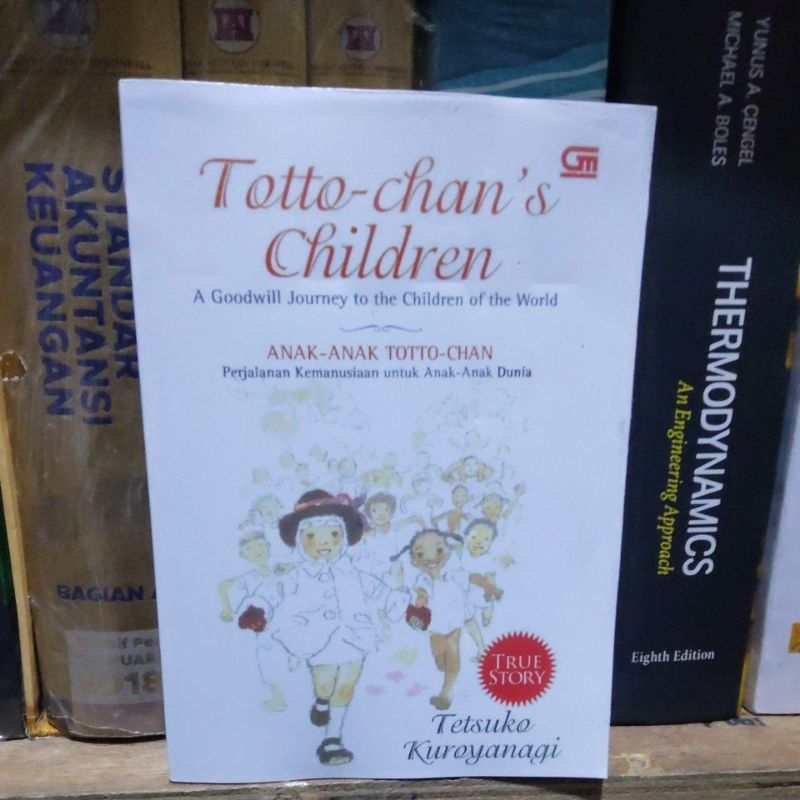 STANDAR
AKUNTANSI
KEUANGAN
BAGIAN
2018
Totto-chan's
Children
A Goodwill Journey to the Children of the World
ANAK-ANAK TOTTO-CHAN
Perjalanan Kemanusiaan untuk Anak-Anak Dunia
TRUE
STORY
Tetsuko
Kuroyanagi
YUNUS A. ÇENGEL
MICHAEL A. BOLES
THERMODYNAMICS
An Engineering Approach
Eighth Edition